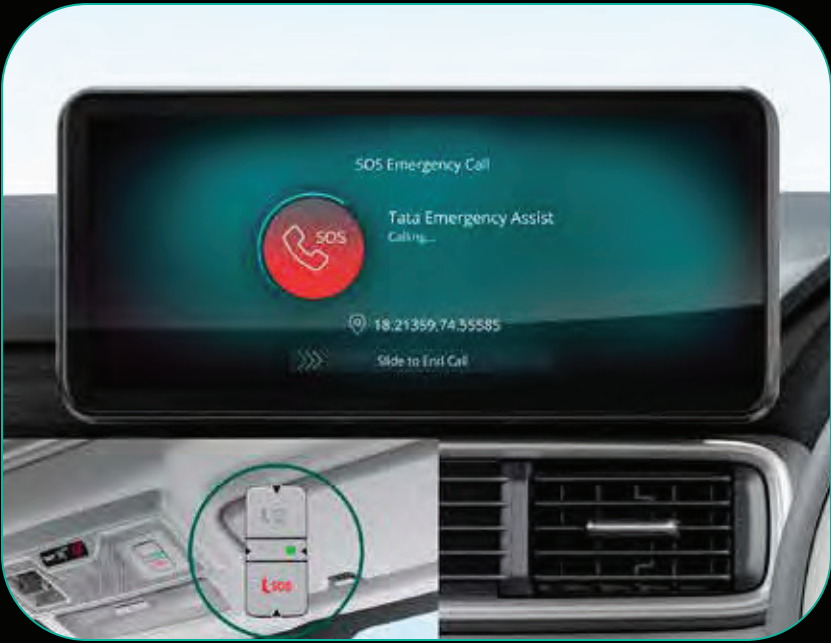 SOS Emergency Call
SOS
Tata Emergency Assist
Calling...
18.21359,74.55585
Slide to End Call
SOS